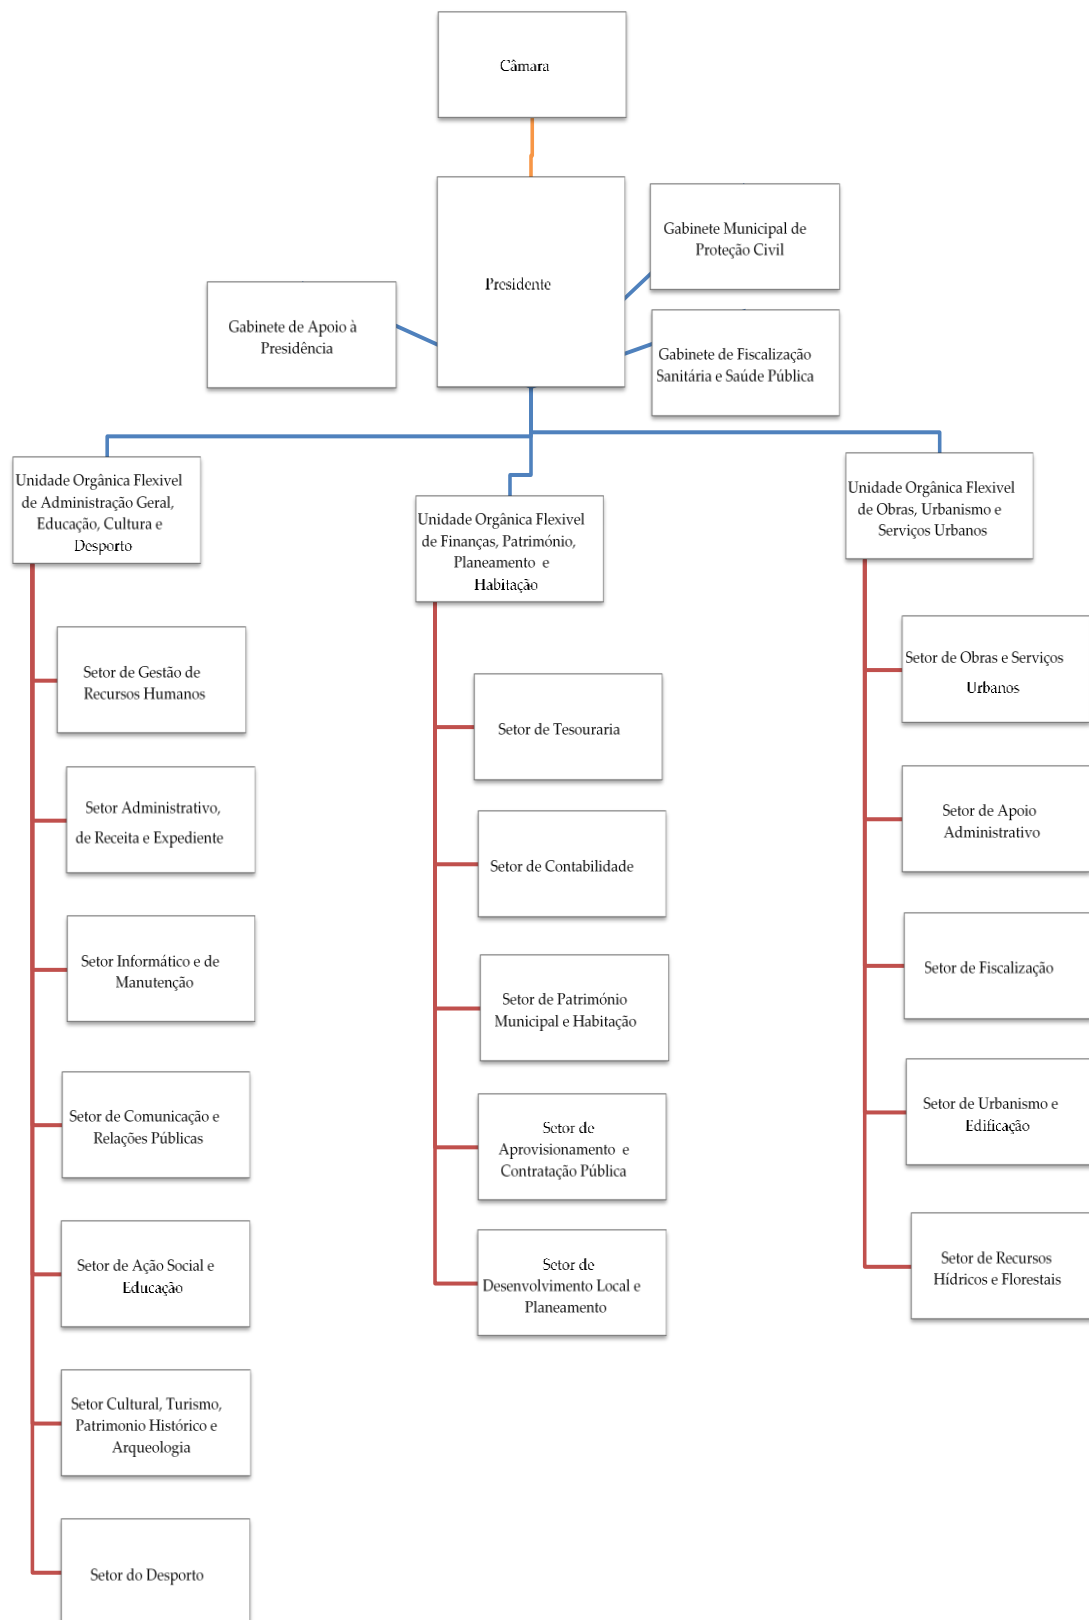 Câmara
Presidente
Gabinete Municipal de
Proteção Civil
Gabinete de Apoio à
Presidência
Gabinete de Fiscalização
Sanitária e Saúde Pública
Unidade Orgânica Flexivel
de Administração Geral,
Educação, Cultura e
Desporto
Setor de Gestão de
Recursos Humanos
Setor Administrativo,
de Receita e Expediente
Setor Informático e de
Manutenção
Setor de Comunicação e
Relações Públicas
Setor de Ação Social e
Educação
Setor Cultural, Turismo,
Patrimonio Histórico e
Arqueologia
Setor do Desporto
Unidade Orgânica Flexivel
de Finanças, Património,
Planeamento e
Habitação
Setor de Tesouraria
Setor de Contabilidade
Setor de Património
Municipal e Habitação
Setor de
Aprovisionamento e
Contratação Pública
Setor de
Desenvolvimento Local e
Planeamento
Unidade Orgânica Flexivel
de Obras, Urbanismo e
Serviços Urbanos
Setor de Obras e Serviços
Urbanos
Setor de Apoio
Administrativo
Setor de Fiscalização
Setor de Urbanismo e
Edificação
Setor de Recursos
Hídricos e Florestais